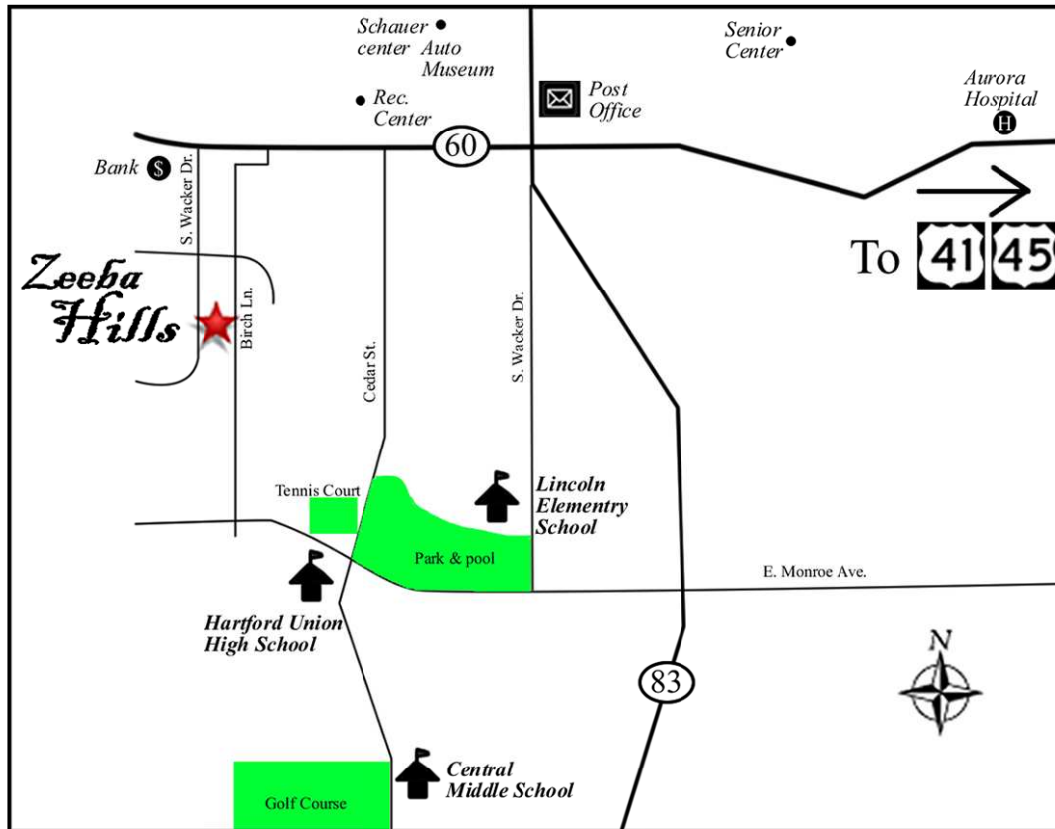 Schauer
center Auto
Museum
Senior
Center
Rec.
Center
Post
Office
Aurora
Hospital
H
60
Bank $
S. Wacker Dr.
Zeeba
Hills
Birch Ln.
Cedar St.
S. Wacker Dr.
To 41 45
Tennis Court
Lincoln
Elementry
School
Park & pool
E. Monroe Ave.
Hartford Union
High School
N
83
Central
Middle School
Golf Course